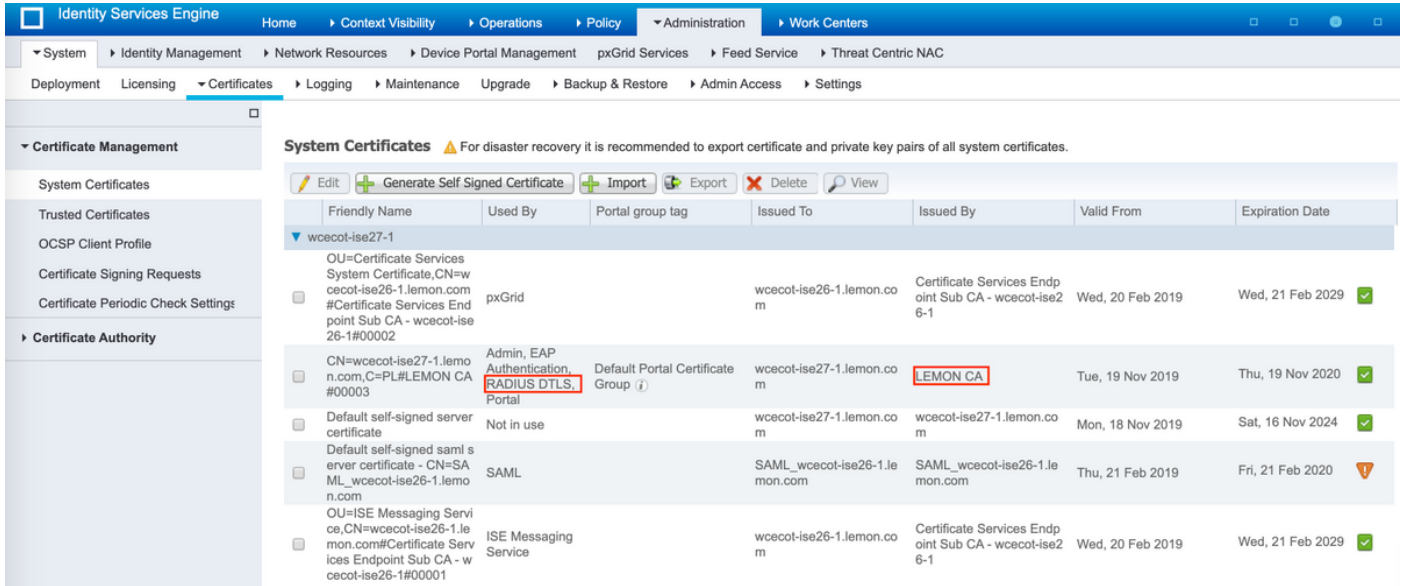 Identity Services Engine
Home Context Visibility Operations Policy Administration Work Centers
System Identity Management Network Resources Device Portal Management pxGrid Services Feed Service Threat Centric NAC
Deployment Licensing Certificates Logging Maintenance Upgrade Backup & Restore Admin Access Settings
Certificate Management
System Certificates
Trusted Certificates
OCSP Client Profile
Certificate Signing Requests
Certificate Periodic Check Settings
Certificate Authority
System Certificates For disaster recovery it is recommended to export certificate and private key pairs of all system certificates.
Edit Generate Self Signed Certificate Import Export Delete View
Friendly Name Used By Portal group tag Issued To Issued By Valid From Expiration Date
wcecot-ise27-1
OU=Certificate Services
System Certificate,CN=w
cecot-ise26-1.lemon.com
#Certificate Services End
point Sub CA - wcecot-ise
26-1#00002
pxGrid
wcecot-ise26-1.lemon.co
m
Certificate Services Endp
oint Sub CA - wcecot-ise2
6-1
Wed, 20 Feb 2019
Wed, 21 Feb 2029
CN=wcecot-ise27-1.lemo
n.com,C=PL#LEMON CA
#00003
Admin, EAP
Authentication,
RADIUS DTLS,
Portal
Default Portal Certificate
Group i
wcecot-ise27-1.lemon.co
m
LEMON CA
Tue, 19 Nov 2019
Thu, 19 Nov 2020
Default self-signed server
certificate
Not in use
wcecot-ise27-1.lemon.co
m
wcecot-ise27-1.lemon.co
m
Mon, 18 Nov 2019
Sat, 16 Nov 2024
Default self-signed saml s
erver certificate - CN=SA
ML_wcecot-ise26-1.lemo
n.com
SAML
SAML_wcecot-ise26-1.le
mon.com
SAML_wcecot-ise26-1.le
mon.com
Thu, 21 Feb 2019
Fri, 21 Feb 2020
OU=ISE Messaging Servi
ce,CN=wcecot-ise26-1.le
mon.com#Certificate Serv
ices Endpoint Sub CA - w
cecot-ise26-1#00001
ISE Messaging
Service
wcecot-ise26-1.lemon.co
m
Certificate Services Endp
oint Sub CA - wcecot-ise2
6-1
Wed, 20 Feb 2019
Wed, 21 Feb 2029